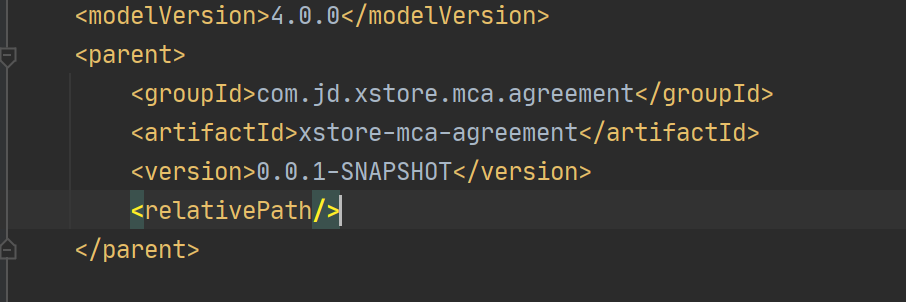 <modelVersion>4.0.0</modelVersion>
<parent>
<groupId>com.jd.xstore.mca.agreement</groupId>
<artifactId>xstore-mca-agreement</artifactId>
<version>0.0.1-SNAPSHOT</version>
<relativePath/>
</parent>